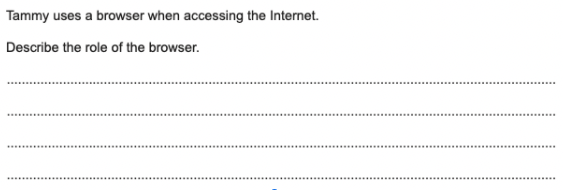 Tammy uses a browser when accessing the Internet.
Describe the role of the browser.